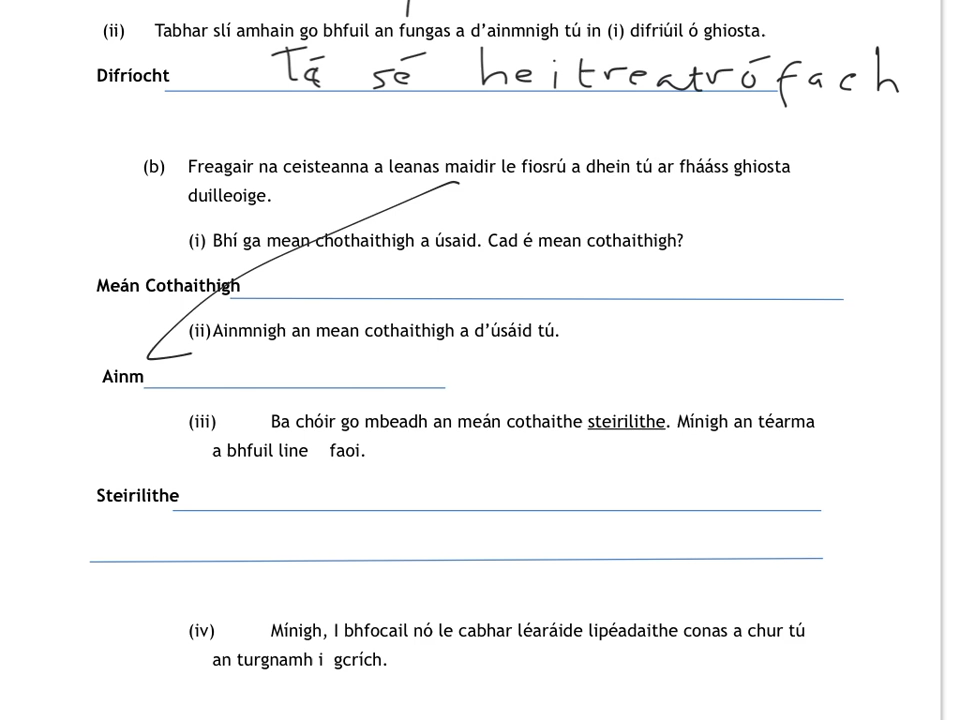 (ii) Tabhar slí amhain go bhfuil an fungas a d'ainmnigh tú in (i) difriúil ó ghiosta.
Difríocht Tá sé heitreatrófach
(b) Freagair na ceisteanna a leanas maidir le fiosrú a dhein tú ar fhááss ghiosta
duilleoige.
(i) Bhí ga mean chothaithigh a úsaid. Cad é mean cothaithigh?
Meán Cothaithigh
(ii) Ainmnigh an mean cothaithigh a d'úsáid tú.
Ainm
(iii) Ba chóir go mbeadh an meán cothaithe steirilithe. Mínigh an téarma
a bhfuil line faoi.
Steirilithe
(iv) Mínigh, I bhfocail nó le cabhar léaráide lipéadaithe conas a chur tú
an turgnamh i gcrích.